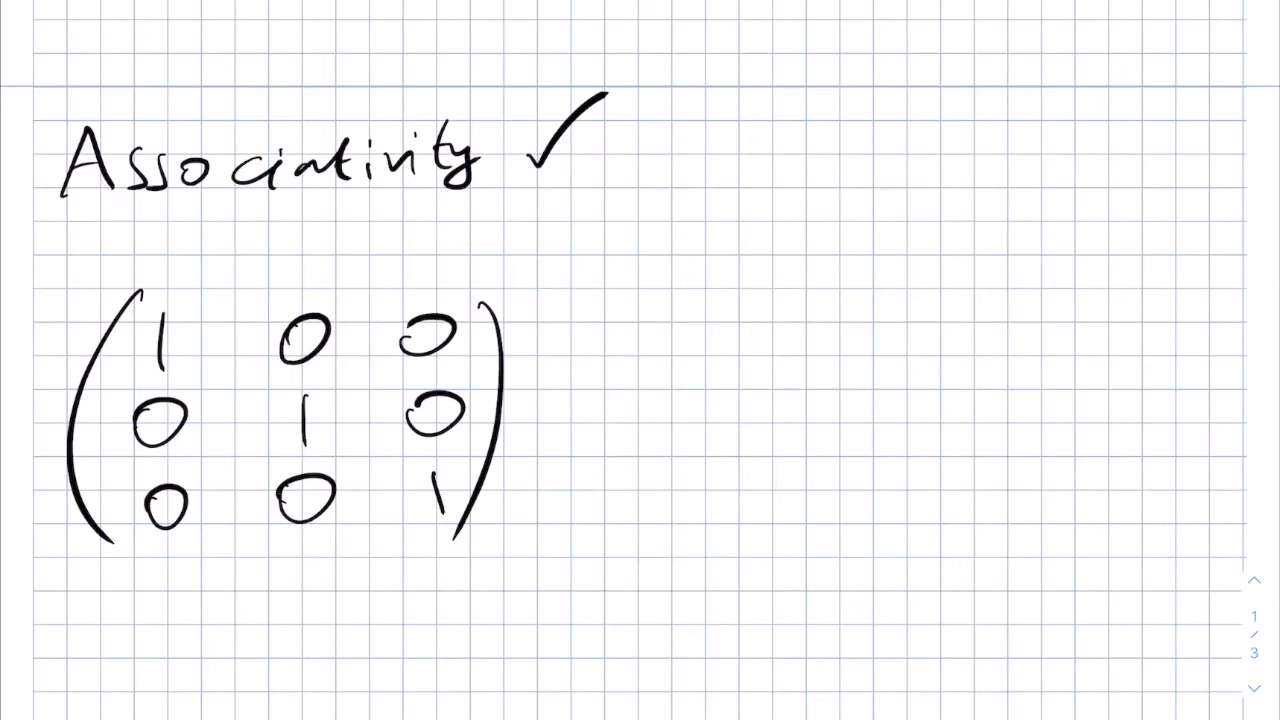 Associativity ✓
( 1 0 0 )
( 0 1 0 )
( 0 0 1 )
1
/
3